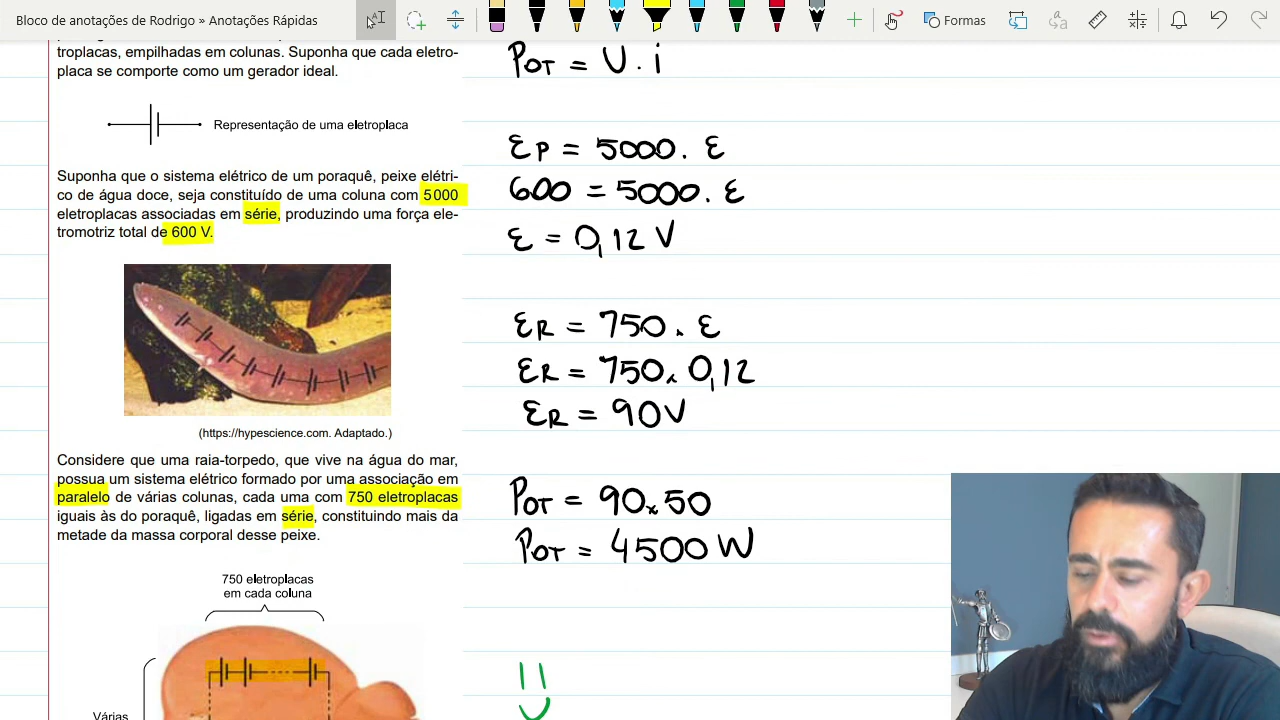 Bloco de anotações de Rodrigo » Anotações Rápidas
Formas
troplacas, empilhadas em colunas. Suponha que cada eletro-
placa se comporte como um gerador ideal.
Representação de uma eletroplaca
Suponha que o sistema elétrico de um poraquê, peixe elétri-
co de água doce, seja constituído de uma coluna com 5 000
eletroplacas associadas em série, produzindo uma força ele-
tromotriz total de 600 V.
(https://hypescience.com. Adaptado.)
Considere que uma raia-torpedo, que vive na água do mar,
possua um sistema elétrico formado por uma associação em
paralelo de várias colunas, cada uma com 750 eletroplacas
iguais às do poraquê, ligadas em série, constituindo mais da
metade da massa corporal desse peixe.
750 eletroplacas
em cada coluna
Várias
POT = U . i
εP = 5000 . ε
600 = 5000 . ε
ε = 0,12 V
εR = 750 . ε
εR = 750 . 0,12
εR = 90V
POT = 90 x 50
POT = 4500 W